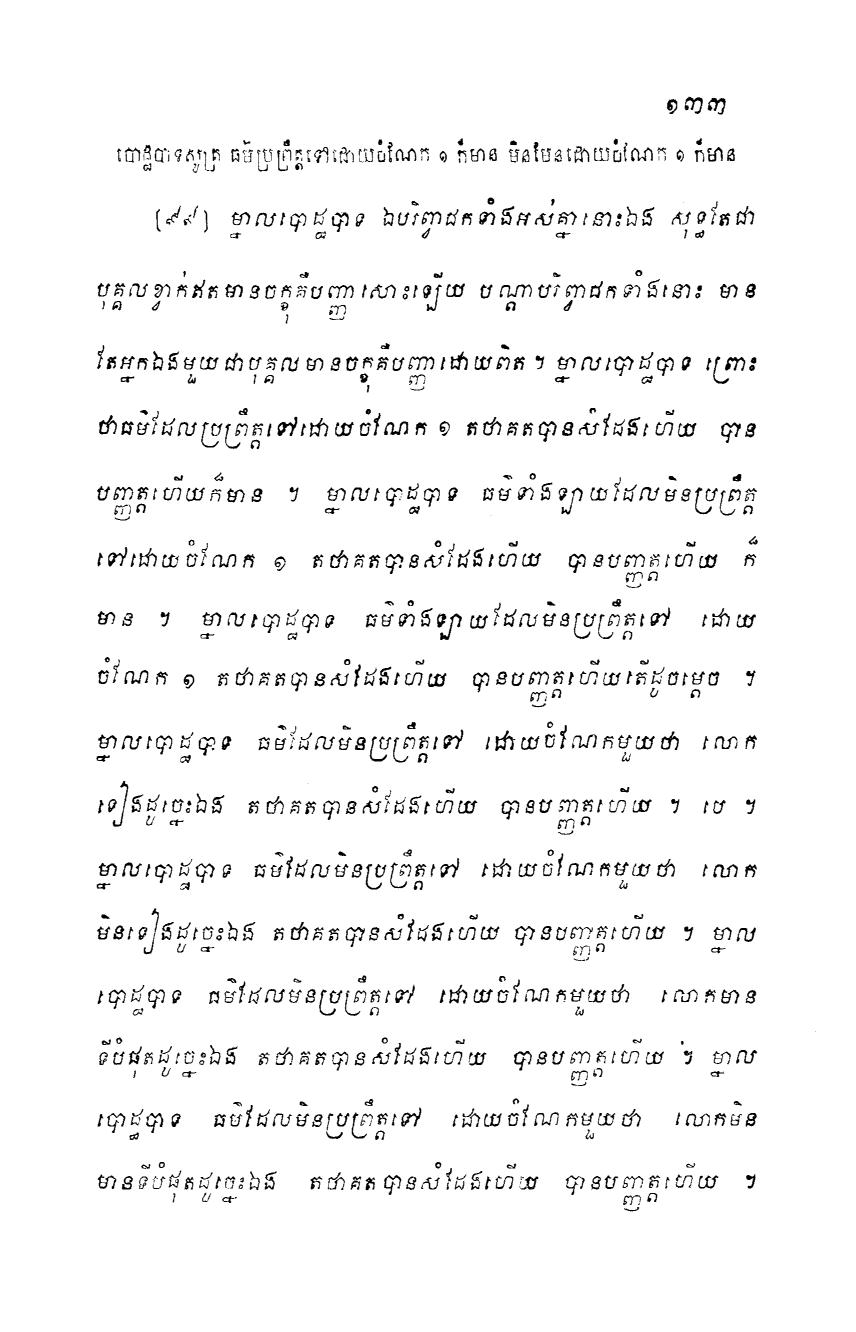 ១៣៣
បោដ្ឋបាទសូត្រ ធម៌ប្រព្រឹត្តទៅដោយចំណែក ១ ក៏មាន មិនមែនដោយចំណែក ១ ក៏មាន
[៩៩] ម្នាលបោដ្ឋបាទ ឯបរិព្វាជកទាំងអស់គ្នានោះឯង សុទ្ធតែជា
បុគ្គលខ្វាក់ឥតមានចក្ខុគឺបញ្ញាសោះឡើយ បណ្តាបរិព្វាជកទាំងនោះ មាន
តែអ្នកឯងមួយជាបុគ្គលមានចក្ខុគឺបញ្ញាដោយពិត ។ ម្នាលបោដ្ឋបាទ ព្រោះ
ថាធម៌ដែលប្រព្រឹត្តទៅដោយចំណែក ១ តថាគតបានសំដែងហើយ បាន
បញ្ញត្តហើយក៏មាន ។ ម្នាលបោដ្ឋបាទ ធម៌ទាំងឡាយដែលមិនប្រព្រឹត្ត
ទៅដោយចំណែក ១ តថាគតបានសំដែងហើយ បានបញ្ញត្តហើយ ក៏
មាន ។ ម្នាលបោដ្ឋបាទ ធម៌ទាំងឡាយដែលមិនប្រព្រឹត្តទៅ ដោយ
ចំណែក ១ តថាគតបានសំដែងហើយ បានបញ្ញត្តហើយតើដូចម្តេច ។
ម្នាលបោដ្ឋបាទ ធម៌ដែលមិនប្រព្រឹត្តទៅ ដោយចំណែកមួយថា លោក
ទៀងដូច្នេះឯង តថាគតបានសំដែងហើយ បានបញ្ញត្តហើយ ។ បេ ។
ម្នាលបោដ្ឋបាទ ធម៌ដែលមិនប្រព្រឹត្តទៅ ដោយចំណែកមួយថា លោក
មិនទៀងដូច្នេះឯង តថាគតបានសំដែងហើយ បានបញ្ញត្តហើយ ។ ម្នាល
បោដ្ឋបាទ ធម៌ដែលមិនប្រព្រឹត្តទៅ ដោយចំណែកមួយថា លោកមាន
ទីបំផុតដូច្នេះឯង តថាគតបានសំដែងហើយ បានបញ្ញត្តហើយ ។ ម្នាល
បោដ្ឋបាទ ធម៌ដែលមិនប្រព្រឹត្តទៅ ដោយចំណែកមួយថា លោកមិន
មានទីបំផុតដូច្នេះឯង តថាគតបានសំដែងហើយ បានបញ្ញត្តហើយ ។